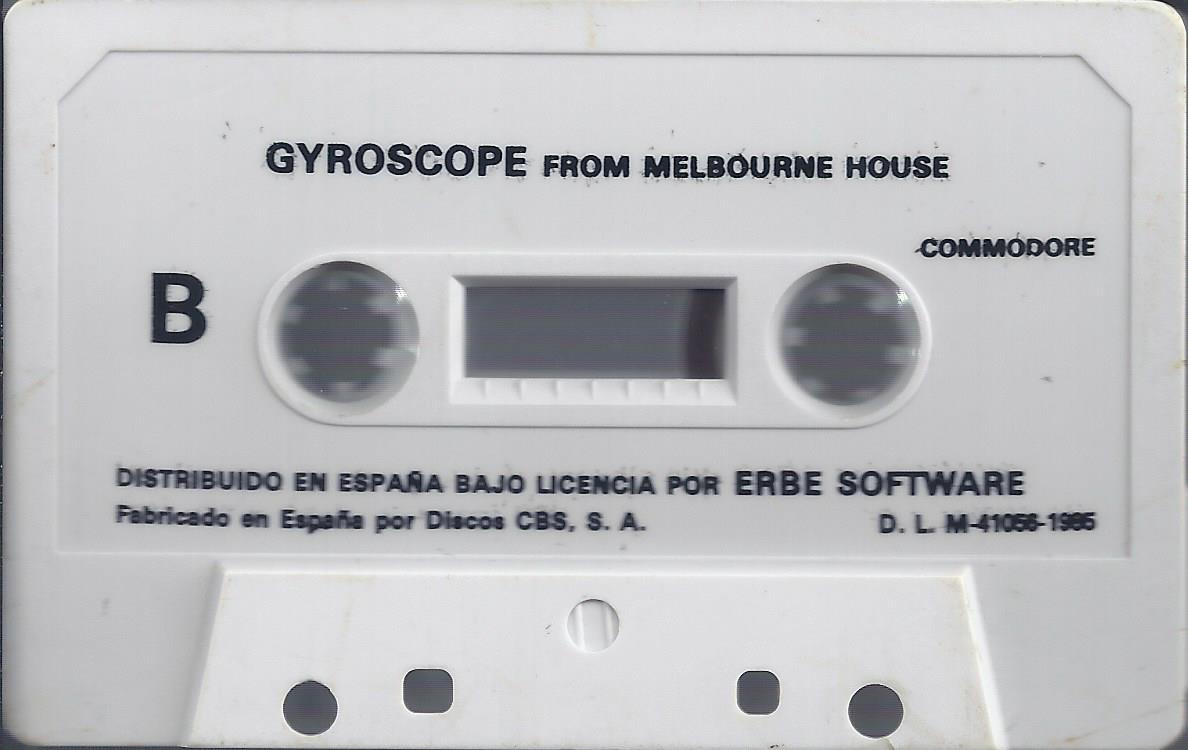 GYROSCOPE FROM MELBOURNE HOUSE
COMMODORE
B
DISTRIBUIDO EN ESPAÑA BAJO LICENCIA POR ERBE SOFTWARE
Fabricado en España por Discos CBS, S. A.
D. L. M-41056-1985